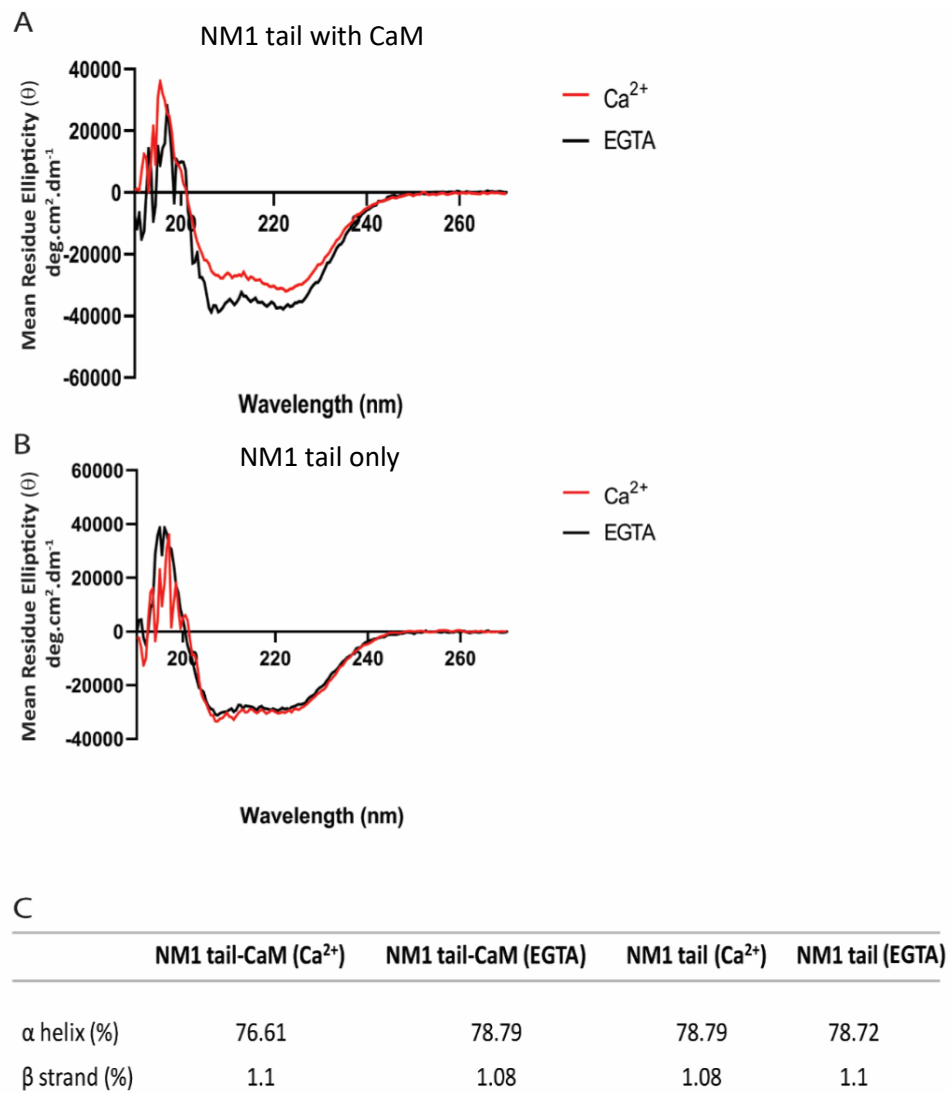 A
NM1 tail with CaM
Mean Residue Ellipticity (θ)
deg.cm².dm⁻¹
40000
20000
0
-20000
-40000
-60000
200
220
240
260
Wavelength (nm)
Ca²⁺
EGTA
B
NM1 tail only
Mean Residue Ellipticity (θ)
deg.cm².dm⁻¹
60000
40000
20000
0
-20000
-40000
200
220
240
260
Wavelength (nm)
Ca²⁺
EGTA
C
NM1 tail-CaM (Ca²⁺) NM1 tail-CaM (EGTA) NM1 tail (Ca²⁺) NM1 tail (EGTA)
α helix (%) 76.61 78.79 78.79 78.72
β strand (%) 1.1 1.08 1.08 1.1